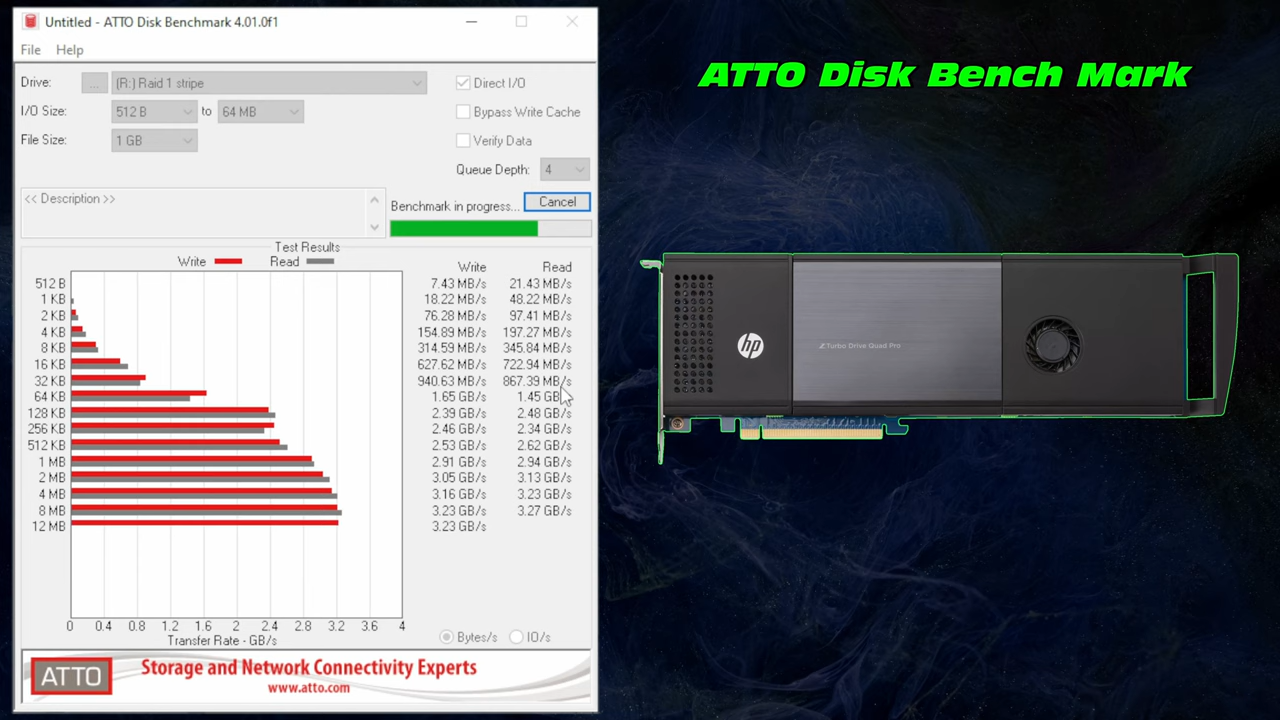 Untitled - ATTO Disk Benchmark 4.01.0f1
File Help
Drive: ... (R:) Raid 1 stripe
Direct I/O
I/O Size: 512 B to 64 MB
Bypass Write Cache
File Size: 1 GB
Verify Data
Queue Depth: 4
<< Description >>
Benchmark in progress... Cancel
Test Results
Write Read
Write Read
512 B 7.43 MB/s 21.43 MB/s
1 KB 18.22 MB/s 48.22 MB/s
2 KB 76.28 MB/s 97.41 MB/s
4 KB 154.89 MB/s 197.27 MB/s
8 KB 314.59 MB/s 345.84 MB/s
16 KB 627.62 MB/s 722.94 MB/s
32 KB 940.63 MB/s 867.39 MB/s
64 KB 1.65 GB/s 1.45 GB/s
128 KB 2.39 GB/s 2.48 GB/s
256 KB 2.46 GB/s 2.34 GB/s
512 KB 2.53 GB/s 2.62 GB/s
1 MB 2.91 GB/s 2.94 GB/s
2 MB 3.05 GB/s 3.13 GB/s
4 MB 3.16 GB/s 3.23 GB/s
8 MB 3.23 GB/s 3.27 GB/s
12 MB 3.23 GB/s
0 0.4 0.8 1.2 1.6 2 2.4 2.8 3.2 3.6 4
Transfer Rate - GB/s
Bytes/s IO/s
ATTO
Storage and Network Connectivity Experts
www.atto.com
ATTO Disk Bench Mark
hp
Z Turbo Drive Quad Pro